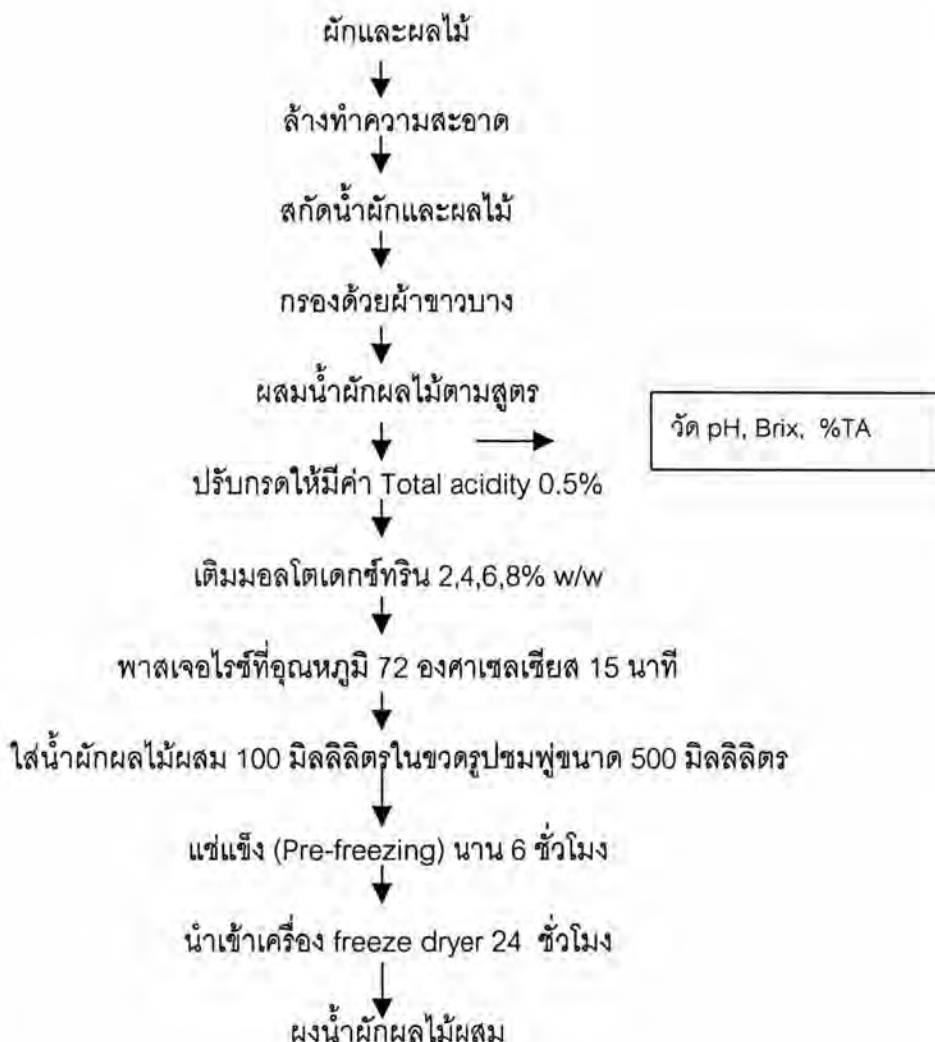 ผักและผลไม้
ล้างทำความสะอาด
สกัดน้ำผักและผลไม้
กรองด้วยผ้าขาวบาง
ผสมน้ำผักผลไม้ตามสูตร
วัด pH, Brix, %TA
ปรับกรดให้มีค่า Total acidity 0.5%
เติมมอลโตเดกซ์ทริน 2,4,6,8% w/w
พาสเจอไรซ์ที่อุณหภูมิ 72 องศาเซลเซียส 15 นาที
ใส่น้ำผักผลไม้ผสม 100 มิลลิลิตรในขวดรูปชมพู่ขนาด 500 มิลลิลิตร
แช่แข็ง (Pre-freezing) นาน 6 ชั่วโมง
นำเข้าเครื่อง freeze dryer 24 ชั่วโมง
ผงน้ำผักผลไม้ผสม